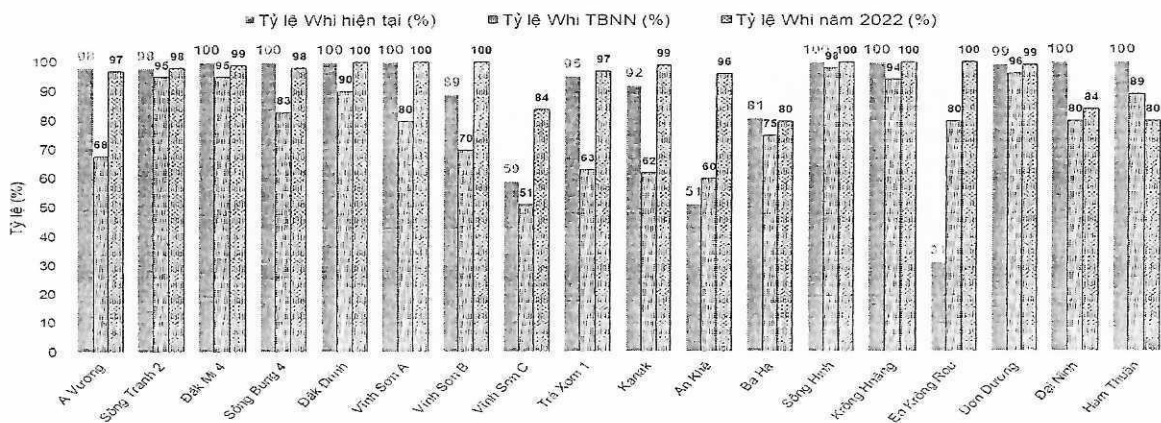 Tỷ lệ Whi hiện tại (%) Tỷ lệ Whi TBNN (%) Tỷ lệ Whi năm 2022 (%)
98 68 97 98 95 98 100 95 99 100 83 98 100 90 100 100 80 100 89 70 100 59 51 84 95 63 97 92 62 99 51 60 96 81 75 80 100 98 100 100 94 100 31 80 100 99 96 99 100 80 84 100 89 80
Tỷ lệ (%)
100
90
80
70
60
50
40
30
20
10
0
A Vương
Sông Tranh 2
Đăk Mi 4
Sông Bung 4
Đăk Drinh
Vĩnh Sơn A
Vĩnh Sơn B
Vĩnh Sơn C
Trà Xom 1
Kanak
An Khê
Ba Hạ
Sông Hinh
Krông Hnăng
Ea Krông Rou
Đơn Dương
Đại Ninh
Hàm Thuận